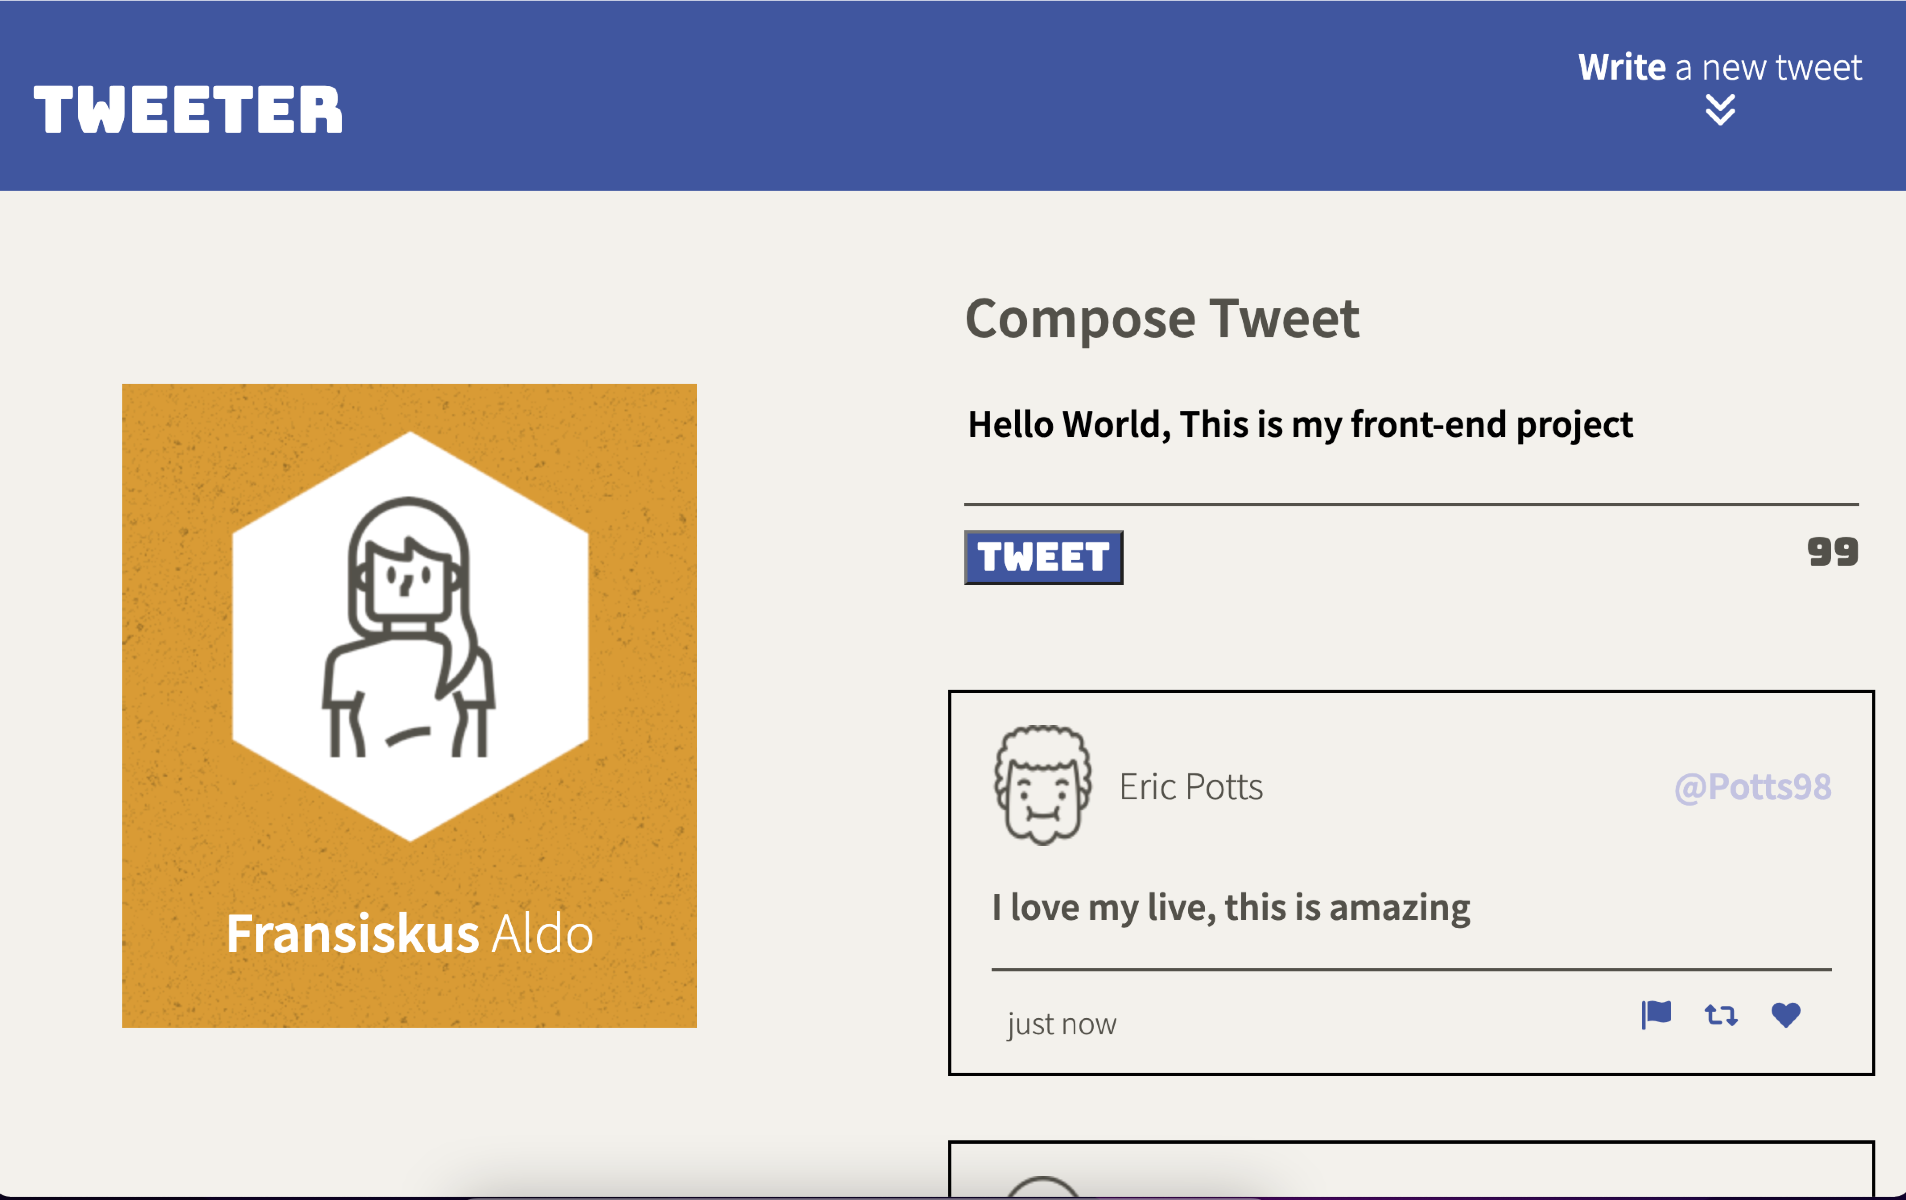 TWEETER
Write a new tweet
Compose Tweet
Hello World, This is my front-end project
TWEET
99
Fransiskus Aldo
Eric Potts
@Potts98
I love my live, this is amazing
just now